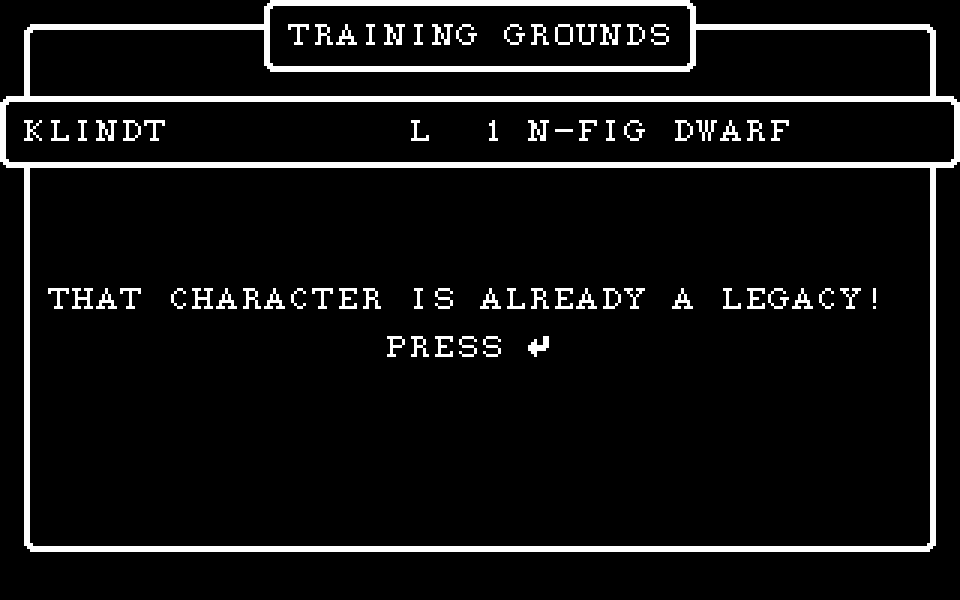 TRAINING GROUNDS
KLINDT L 1 N-FIG DWARF
THAT CHARACTER IS ALREADY A LEGACY!
PRESS ↵